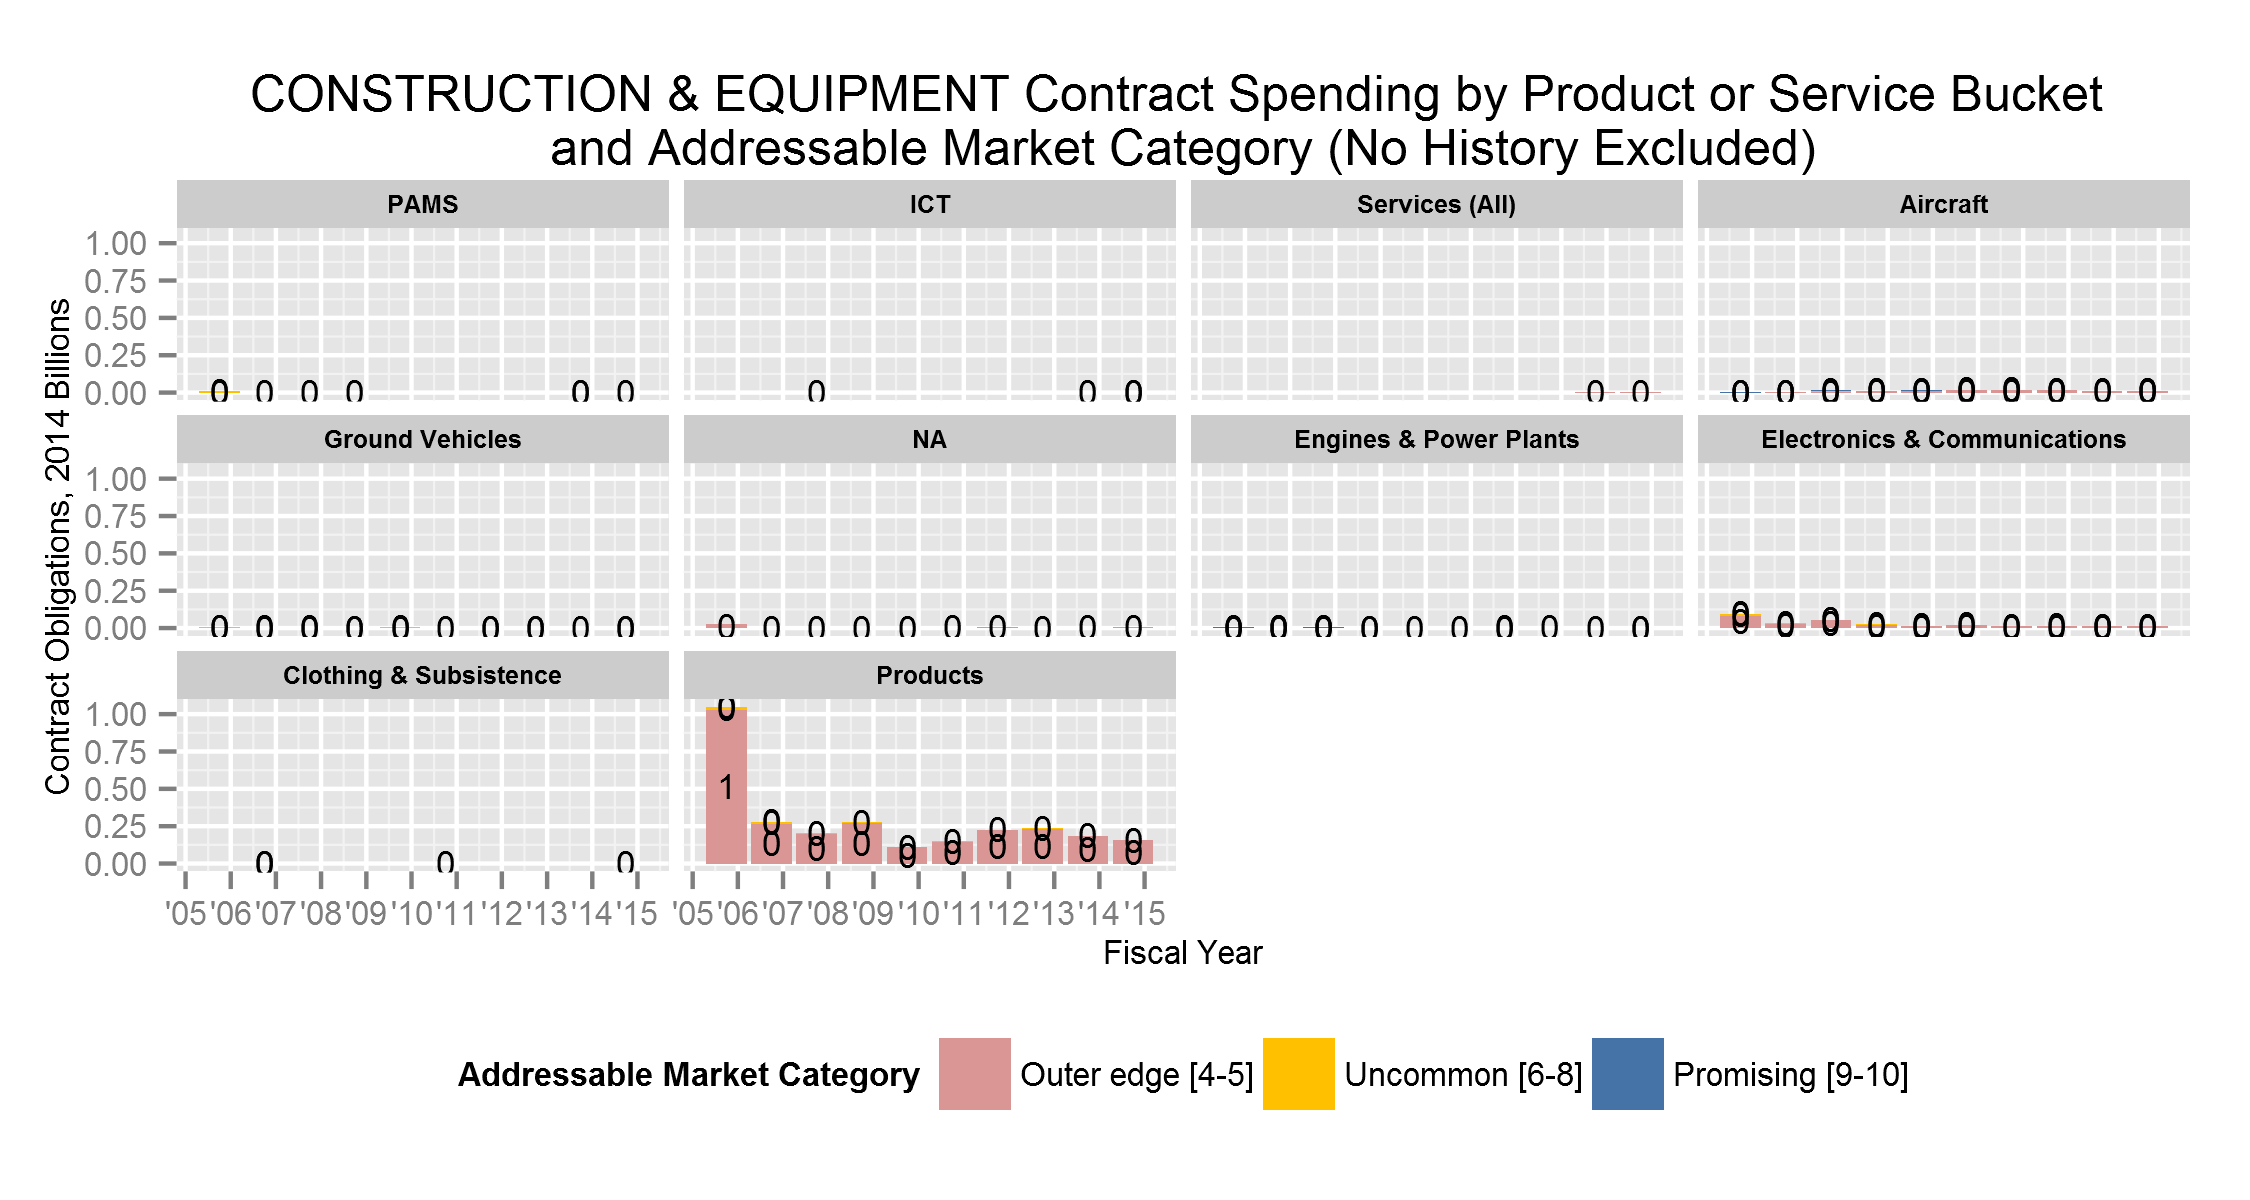 CONSTRUCTION & EQUIPMENT Contract Spending by Product or Service Bucket
and Addressable Market Category (No History Excluded)
PAMS ICT Services (All) Aircraft
1.00
0.75
0.50
0.25
0.00
0 0 0 0 0 0
0 0 0
0 0
0 0 0 0 0 0 0 0 0 0
Ground Vehicles NA Engines & Power Plants Electronics & Communications
1.00
0.75
0.50
0.25
0.00
0 0 0 0 0 0 0 0 0 0
0 0 0 0 0 0 0 0 0 0
0 0 0 0 0 0 0 0 0 0
0 0 0 0 0 0 0 0 0 0
Clothing & Subsistence Products
1.00
0.75
0.50
0.25
0.00
0 0 0
0
1
0 0 0 0 0 0 0 0 0
0 0 0 0 0 0 0 0 0
'05 '06 '07 '08 '09 '10 '11 '12 '13 '14 '15
'05 '06 '07 '08 '09 '10 '11 '12 '13 '14 '15
Contract Obligations, 2014 Billions
Fiscal Year
Addressable Market Category Outer edge [4-5] Uncommon [6-8] Promising [9-10]